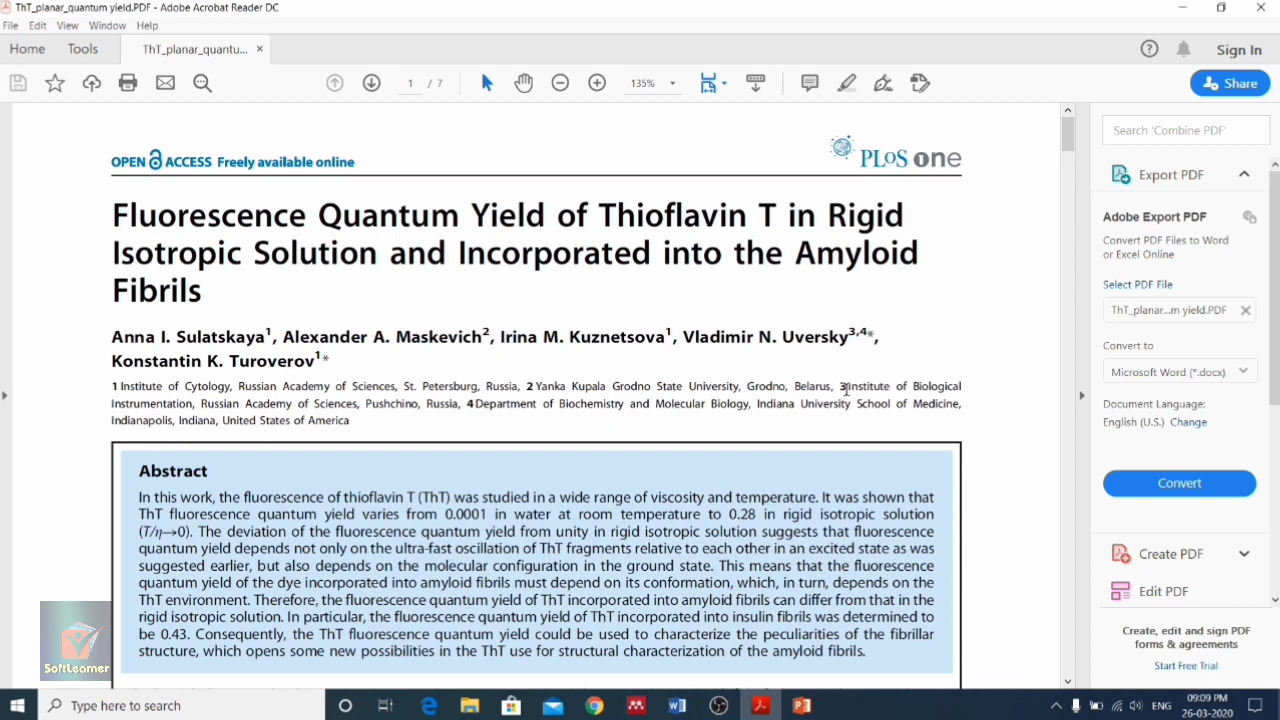 ThT_planar_quantum yield.PDF - Adobe Acrobat Reader DC
File Edit View Window Help
Home Tools ThT_planar_quantu... × Sign In
1 / 7 135% Share
OPEN ACCESS Freely available online
PLoS one
Fluorescence Quantum Yield of Thioflavin T in Rigid
Isotropic Solution and Incorporated into the Amyloid
Fibrils
Anna I. Sulatskaya1, Alexander A. Maskevich2, Irina M. Kuznetsova1, Vladimir N. Uversky3,4*,
Konstantin K. Turoverov1*
1 Institute of Cytology, Russian Academy of Sciences, St. Petersburg, Russia, 2 Yanka Kupala Grodno State University, Grodno, Belarus, 3 Institute of Biological
Instrumentation, Russian Academy of Sciences, Pushchino, Russia, 4 Department of Biochemistry and Molecular Biology, Indiana University School of Medicine,
Indianapolis, Indiana, United States of America
Abstract
In this work, the fluorescence of thioflavin T (ThT) was studied in a wide range of viscosity and temperature. It was shown that
ThT fluorescence quantum yield varies from 0.0001 in water at room temperature to 0.28 in rigid isotropic solution
(T/η→0). The deviation of the fluorescence quantum yield from unity in rigid isotropic solution suggests that fluorescence
quantum yield depends not only on the ultra-fast oscillation of ThT fragments relative to each other in an excited state as was
suggested earlier, but also depends on the molecular configuration in the ground state. This means that the fluorescence
quantum yield of the dye incorporated into amyloid fibrils must depend on its conformation, which, in turn, depends on the
ThT environment. Therefore, the fluorescence quantum yield of ThT incorporated into amyloid fibrils can differ from that in the
rigid isotropic solution. In particular, the fluorescence quantum yield of ThT incorporated into insulin fibrils was determined to
be 0.43. Consequently, the ThT fluorescence quantum yield could be used to characterize the peculiarities of the fibrillar
structure, which opens some new possibilities in the ThT use for structural characterization of the amyloid fibrils.
SoftLearner
Search 'Combine PDF'
Export PDF
Adobe Export PDF
Convert PDF Files to Word
or Excel Online
Select PDF File
ThT_planar...m yield.PDF
Convert to
Microsoft Word (*.docx)
Document Language:
English (U.S.) Change
Convert
Create PDF
Edit PDF
Create, edit and sign PDF
forms & agreements
Start Free Trial
Type here to search
ENG
09:09 PM
26-03-2020